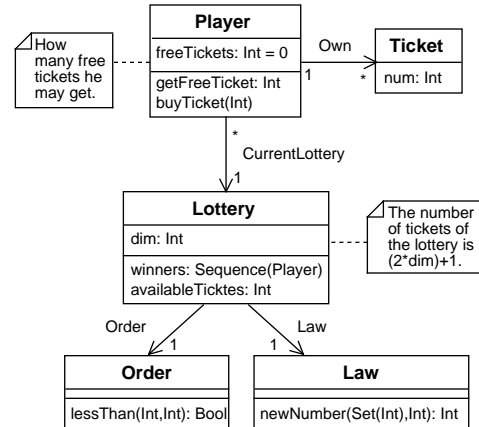 Player
freeTickets: Int = 0
getFreeTicket: Int
buyTicket(Int)
How
many free
tickets he
may get.
Own
1
*
Ticket
num: Int
*
CurrentLottery
1
Lottery
dim: Int
winners: Sequence(Player)
availableTicktes: Int
The number
of tickets of
the lottery is
(2*dim)+1.
Order
1
Law
1
Order
lessThan(Int,Int): Bool
Law
newNumber(Set(Int),Int): Int